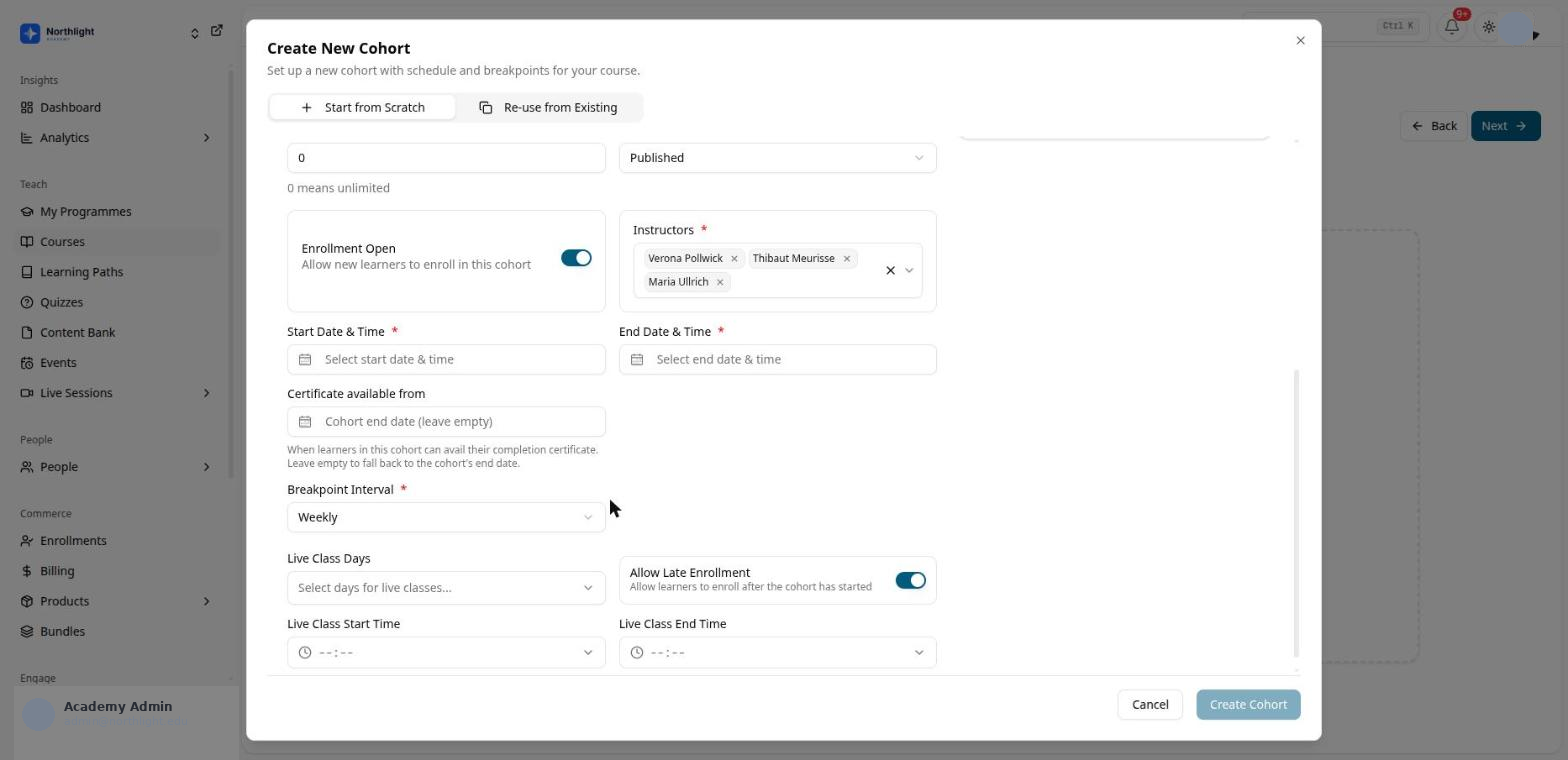 Northlight
ACADEMY
Insights
Dashboard
Analytics
Teach
My Programmes
Courses
Learning Paths
Quizzes
Content Bank
Events
Live Sessions
People
People
Commerce
Enrollments
Billing
Products
Bundles
Engage
Academy Admin
Ctrl K
9+
Back
Next
Create New Cohort
Set up a new cohort with schedule and breakpoints for your course.
Start from Scratch
Re-use from Existing
0
Published
0 means unlimited
Enrollment Open
Allow new learners to enroll in this cohort
Instructors *
Verona Pollwick
Thibaut Meurisse
Maria Ullrich
Start Date & Time *
End Date & Time *
Select start date & time
Select end date & time
Certificate available from
Cohort end date (leave empty)
When learners in this cohort can avail their completion certificate.
Leave empty to fall back to the cohort's end date.
Breakpoint Interval *
Weekly
Live Class Days
Select days for live classes...
Allow Late Enrollment
Allow learners to enroll after the cohort has started
Live Class Start Time
Live Class End Time
--:--
--:--
Cancel
Create Cohort